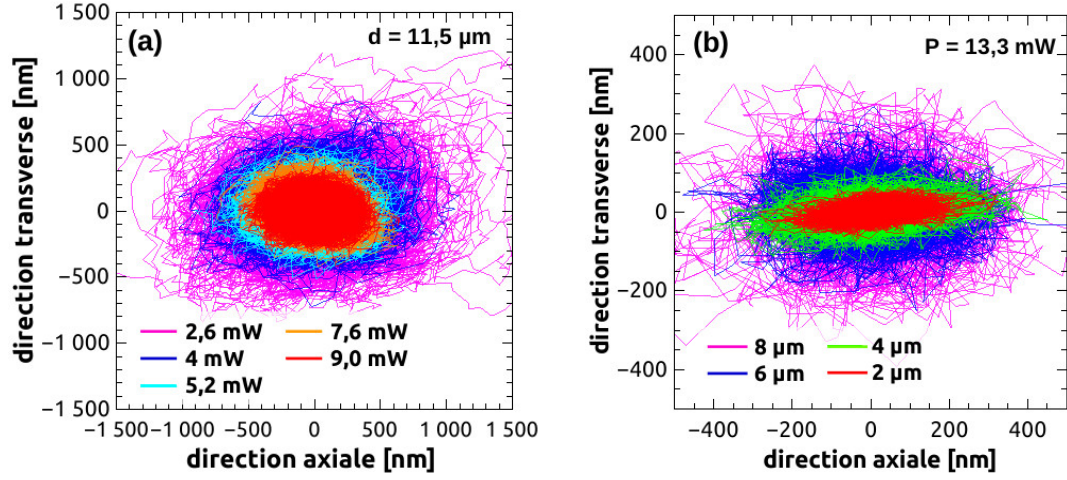 (a)
d = 11,5 µm
direction transverse [nm]
1 500
1 000
500
0
−500
−1 000
−1 500
2,6 mW
4 mW
5,2 mW
7,6 mW
9,0 mW
−1 500
−1 000
−500
0
500
1 000
1 500
direction axiale [nm]
(b)
P = 13,3 mW
direction transverse [nm]
400
200
0
−200
−400
8 µm
6 µm
4 µm
2 µm
−400
−200
0
200
400
direction axiale [nm]